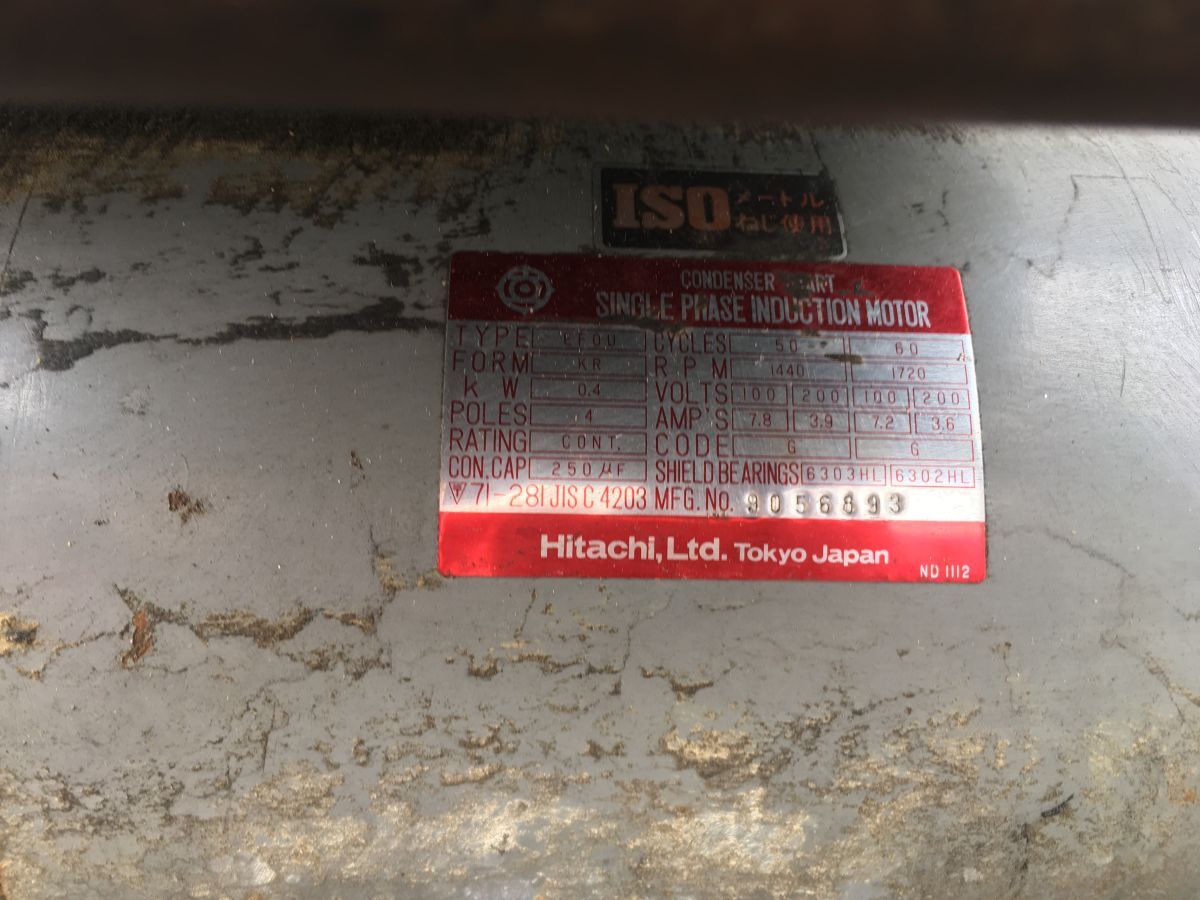 ISO メートル
ねじ使用
CONDENSER START
SINGLE PHASE INDUCTION MOTOR
TYPE EFOU CYCLES 50 60
FORM KR RPM 1440 1720
KW 0.4 VOLTS 100 200 100 200
POLES 4 AMP'S 7.8 3.9 7.2 3.6
RATING CONT. CODE G G
CON.CAP 250μF SHIELD BEARINGS 6303HL 6302HL
71-281 JIS C 4203 MFG. No. 9056893
Hitachi, Ltd. Tokyo Japan
ND 1112